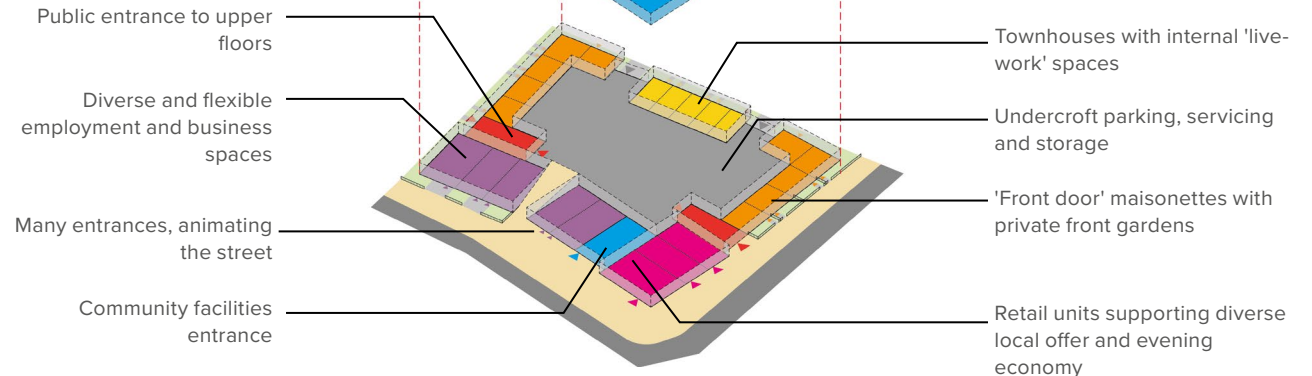 Public entrance to upper
floors
Diverse and flexible
employment and business
spaces
Many entrances, animating
the street
Community facilities
entrance
Townhouses with internal 'live-
work' spaces
Undercroft parking, servicing
and storage
'Front door' maisonettes with
private front gardens
Retail units supporting diverse
local offer and evening
economy